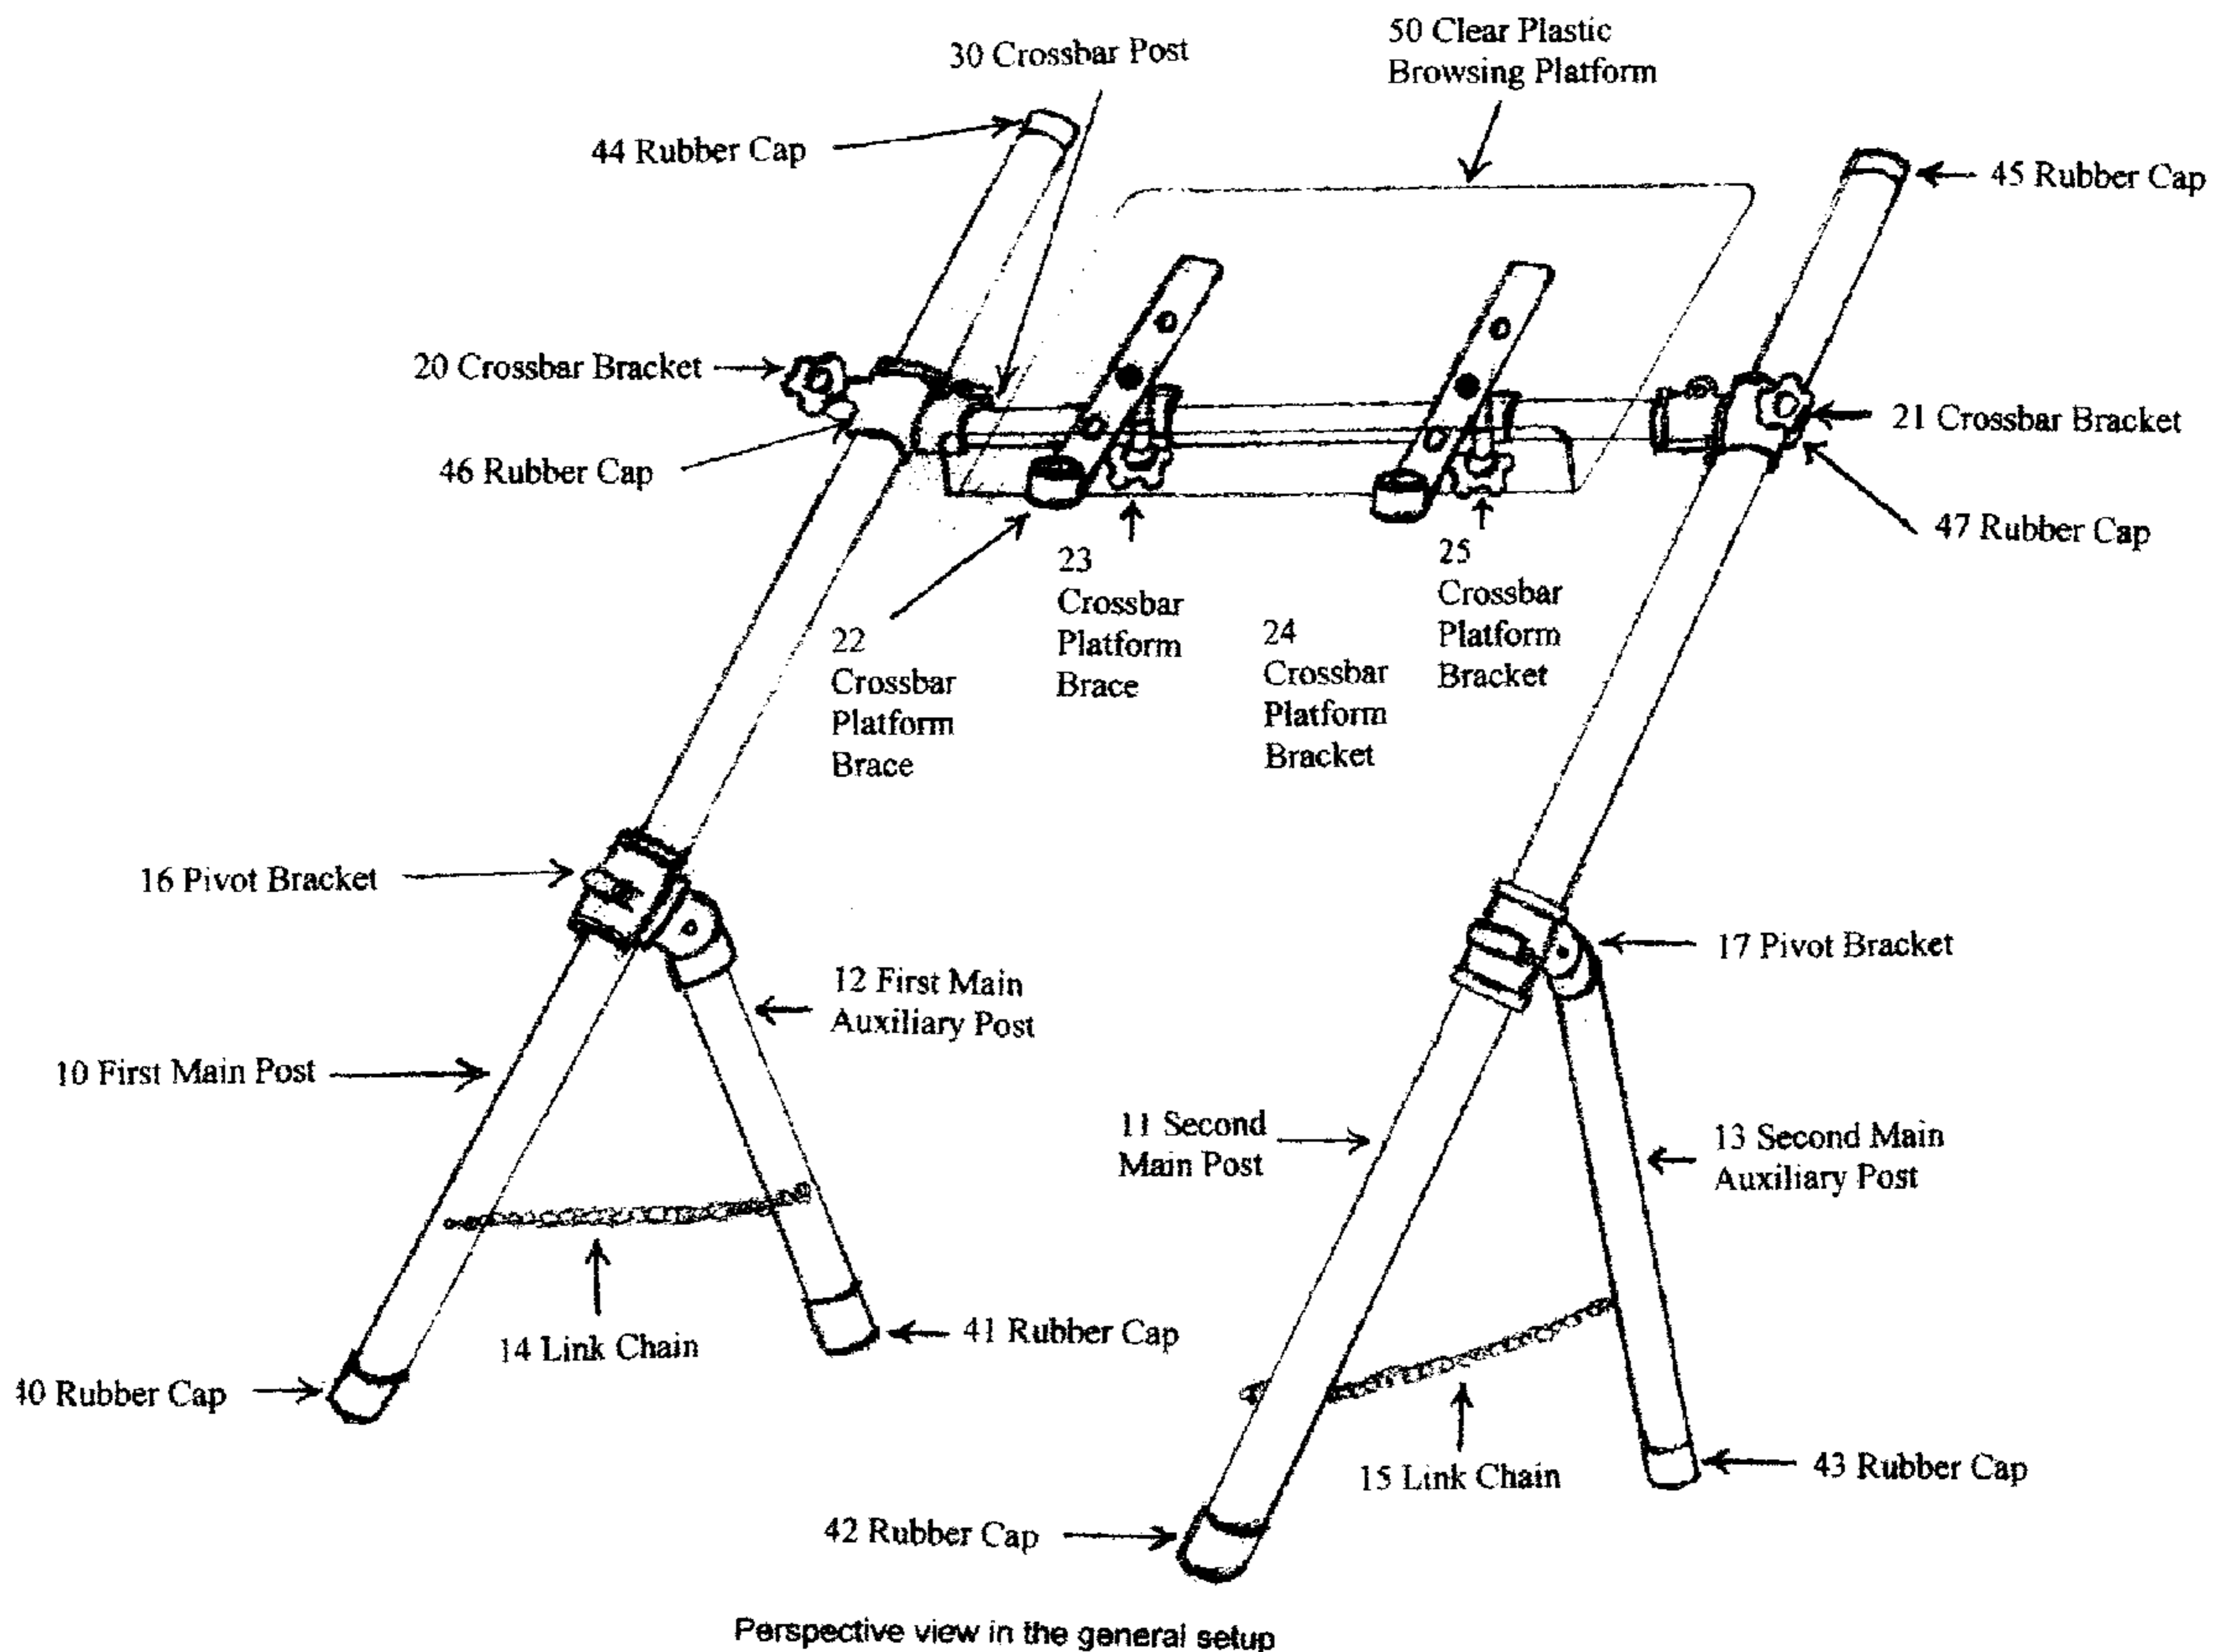 50 Clear Plastic
Browsing Platform
30 Crossbar Post
44 Rubber Cap
45 Rubber Cap
20 Crossbar Bracket
21 Crossbar Bracket
46 Rubber Cap
47 Rubber Cap
23
Crossbar
Platform
Brace
25
Crossbar
Platform
Bracket
22
Crossbar
Platform
Brace
24
Crossbar
Platform
Bracket
16 Pivot Bracket
17 Pivot Bracket
12 First Main
Auxiliary Post
10 First Main Post
11 Second
Main Post
13 Second Main
Auxiliary Post
14 Link Chain
41 Rubber Cap
40 Rubber Cap
15 Link Chain
43 Rubber Cap
42 Rubber Cap
Perspective view in the general setup